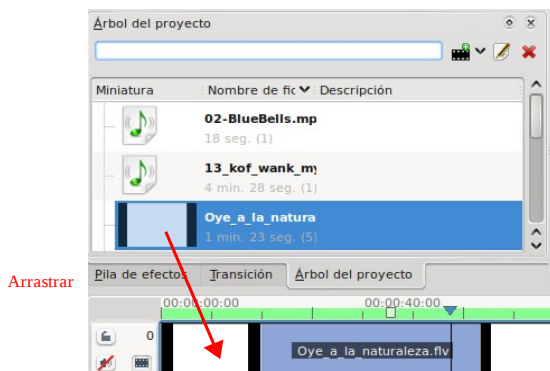 Árbol del proyecto
Miniatura Nombre de fic Descripción
02-BlueBells.mp
18 seg. (1)
13_kof_wank_my
4 min. 28 seg. (1)
Oye_a_la_natura
1 min. 23 seg. (5)
Arrastrar
Pila de efectos Transición Árbol del proyecto
00:00:00:00 00:00:40:00
0
Oye_a_la_naturaleza.flv